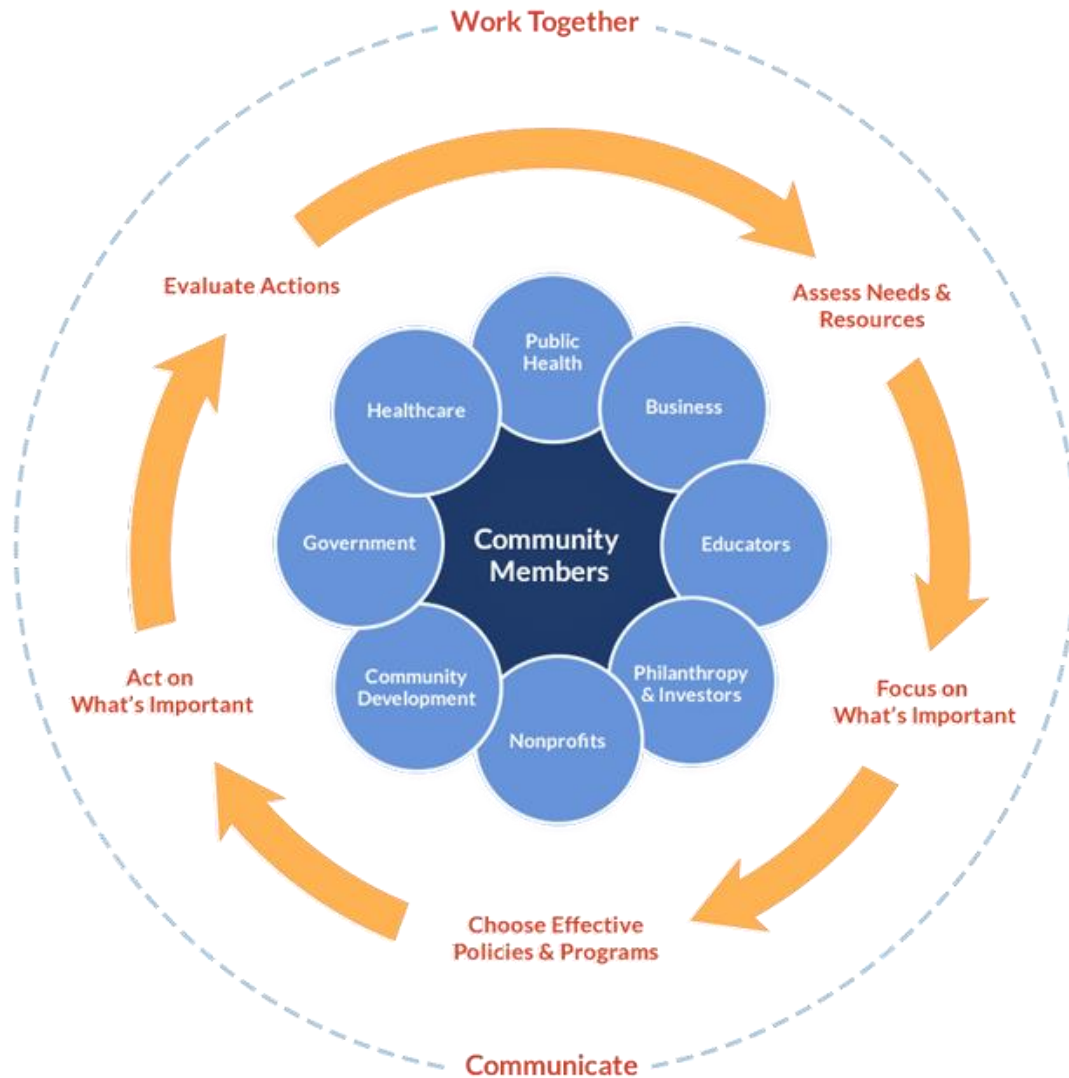 Work Together
Evaluate Actions
Assess Needs &
Resources
Public
Health
Healthcare
Business
Government
Community
Members
Educators
Community
Development
Philanthropy
& Investors
Nonprofits
Act on
What's Important
Focus on
What's Important
Choose Effective
Policies & Programs
Communicate